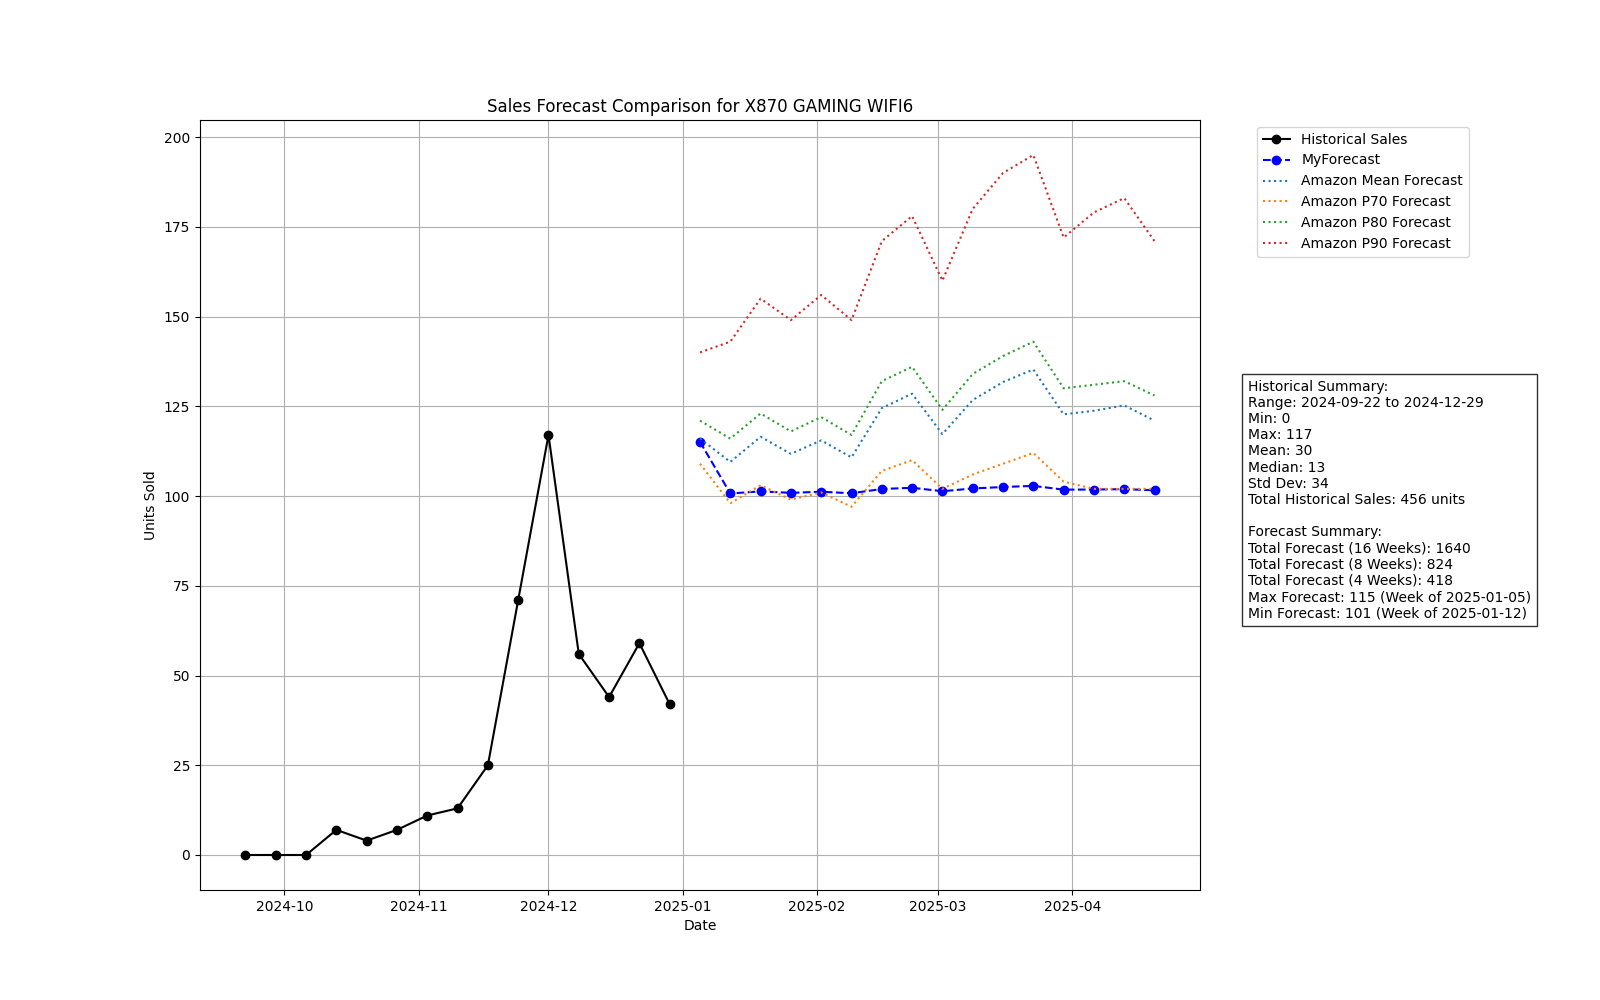 Sales Forecast Comparison for X870 GAMING WIFI6
200
175
150
125
100
75
50
25
0
Units Sold
2024-10
2024-11
2024-12
2025-01
2025-02
2025-03
2025-04
Date
Historical Sales
MyForecast
Amazon Mean Forecast
Amazon P70 Forecast
Amazon P80 Forecast
Amazon P90 Forecast
Historical Summary:
Range: 2024-09-22 to 2024-12-29
Min: 0
Max: 117
Mean: 30
Median: 13
Std Dev: 34
Total Historical Sales: 456 units
Forecast Summary:
Total Forecast (16 Weeks): 1640
Total Forecast (8 Weeks): 824
Total Forecast (4 Weeks): 418
Max Forecast: 115 (Week of 2025-01-05)
Min Forecast: 101 (Week of 2025-01-12)